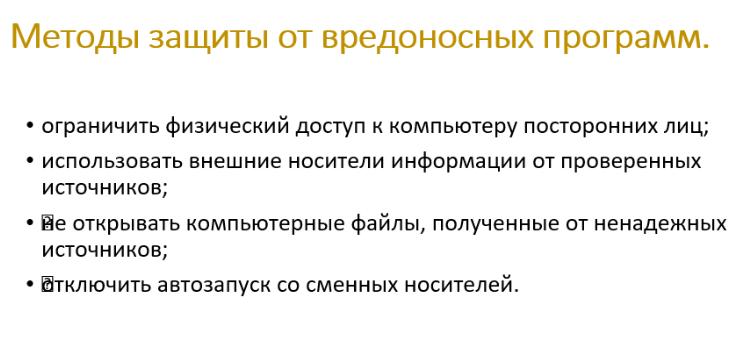 Методы защиты от вредоносных программ.
• ограничить физический доступ к компьютеру посторонних лиц;
• использовать внешние носители информации от проверенных
источников;
• не открывать компьютерные файлы, полученные от ненадежных
источников;
• отключить автозапуск со сменных носителей.